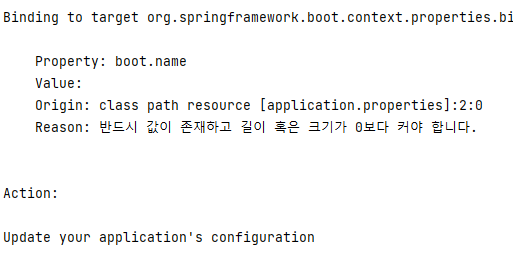 Binding to target org.springframework.boot.context.properties.bi
Property: boot.name
Value:
Origin: class path resource [application.properties]:2:0
Reason: 반드시 값이 존재하고 길이 혹은 크기가 0보다 커야 합니다.
Action:
Update your application's configuration